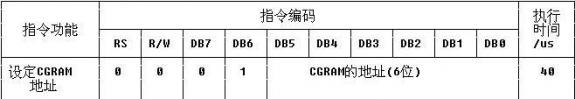 指令功能 指令编码 执行时间/us
RS R/W DB7 DB6 DB5 DB4 DB3 DB2 DB1 DB0
设定CGRAM地址 0 0 0 1 CGRAM的地址(6位) 40